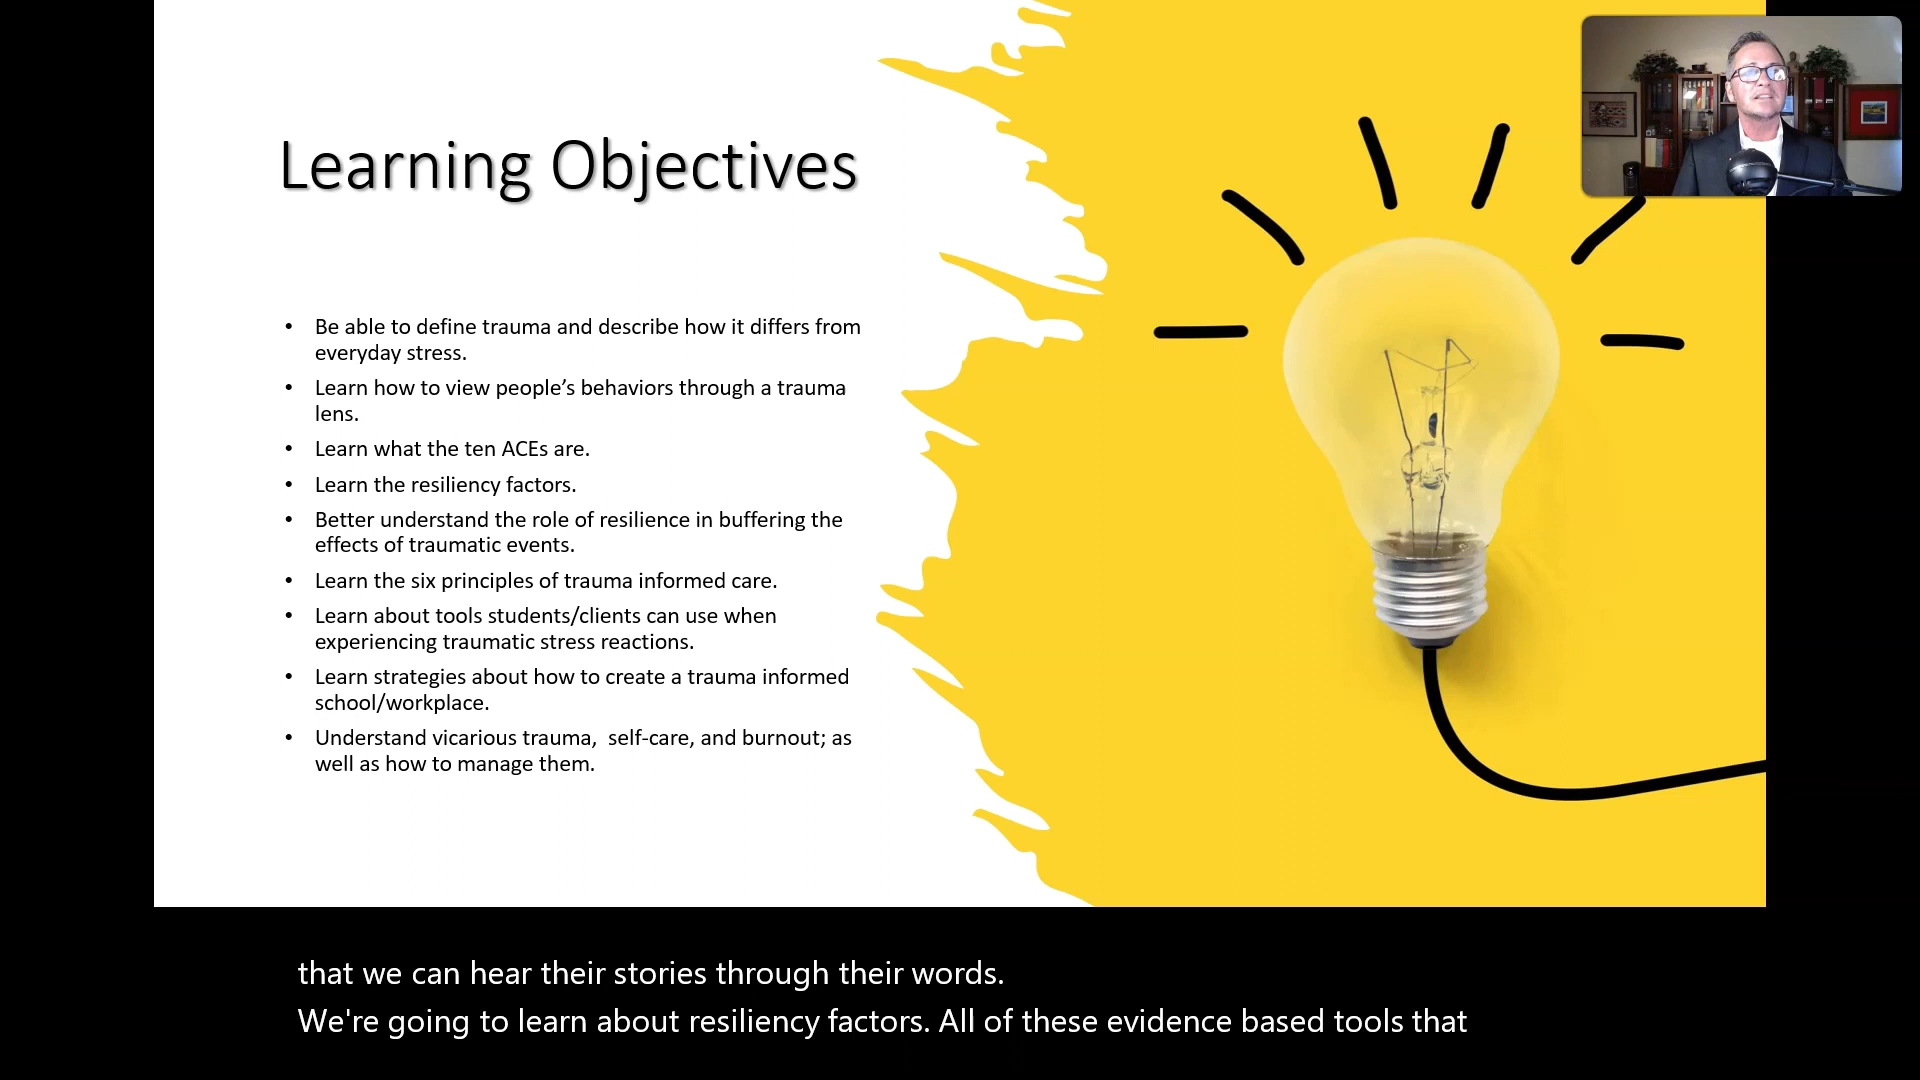 Learning Objectives
• Be able to define trauma and describe how it differs from
everyday stress.
• Learn how to view people’s behaviors through a trauma
lens.
• Learn what the ten ACEs are.
• Learn the resiliency factors.
• Better understand the role of resilience in buffering the
effects of traumatic events.
• Learn the six principles of trauma informed care.
• Learn about tools students/clients can use when
experiencing traumatic stress reactions.
• Learn strategies about how to create a trauma informed
school/workplace.
• Understand vicarious trauma,  self-care, and burnout; as
well as how to manage them.
that we can hear their stories through their words.
We're going to learn about resiliency factors. All of these evidence based tools that